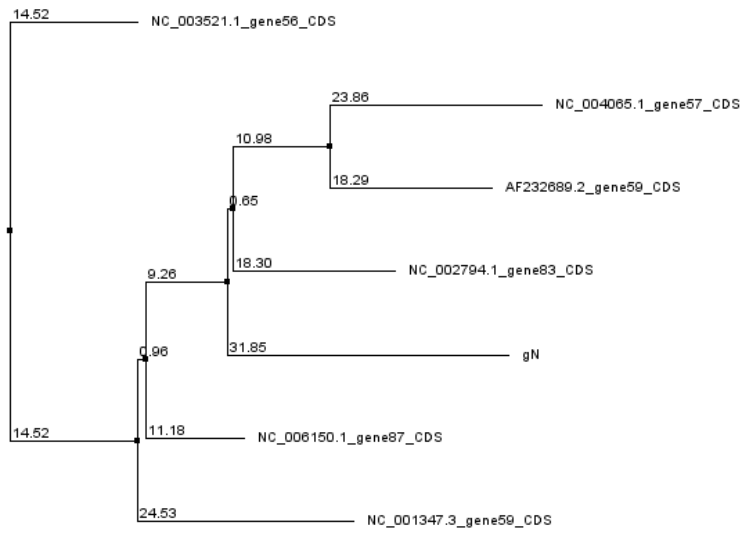 14.52
NC_003521.1_gene56_CDS
23.86
NC_004065.1_gene57_CDS
10.98
18.29
AF232689.2_gene59_CDS
0.65
18.30
NC_002794.1_gene83_CDS
9.26
31.85
gN
0.96
11.18
NC_006150.1_gene87_CDS
14.52
24.53
NC_001347.3_gene59_CDS